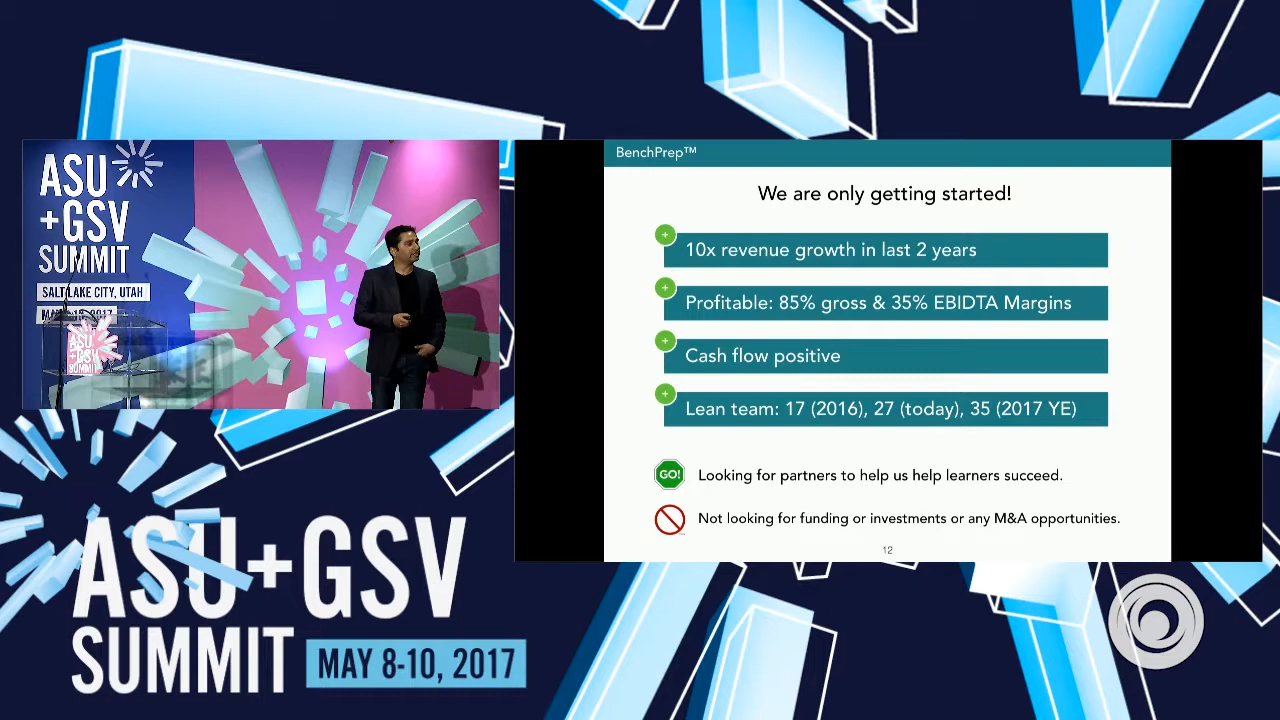 ASU
+GSV
SUMMIT
SALT LAKE CITY, UTAH
ASU
+GSV
SUMMIT
BenchPrep™
We are only getting started!
+ 10x revenue growth in last 2 years
+ Profitable: 85% gross & 35% EBIDTA Margins
+ Cash flow positive
+ Lean team: 17 (2016), 27 (today), 35 (2017 YE)
GO! Looking for partners to help us help learners succeed.
Not looking for funding or investments or any M&A opportunities.
12
ASU+GSV
SUMMIT MAY 8-10, 2017